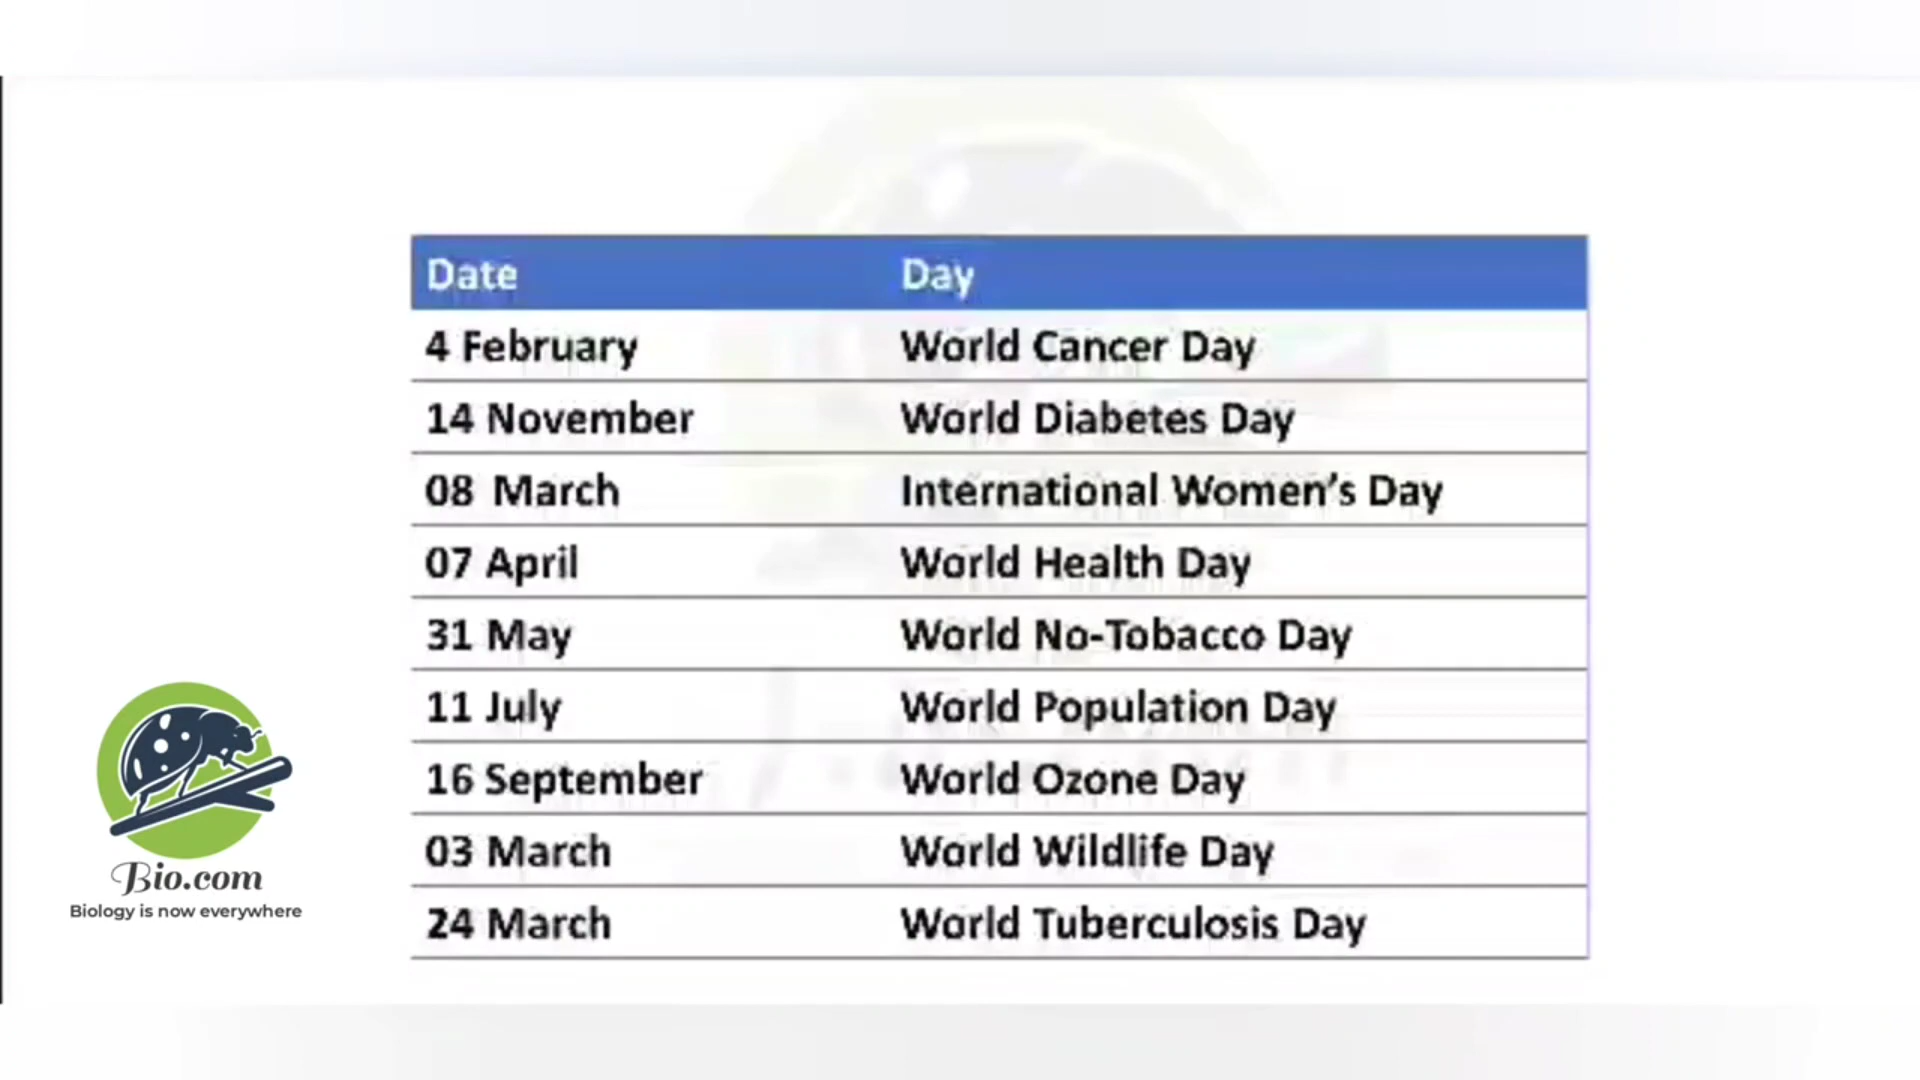 Date Day
4 February World Cancer Day
14 November World Diabetes Day
08 March International Women's Day
07 April World Health Day
31 May World No-Tobacco Day
11 July World Population Day
16 September World Ozone Day
03 March World Wildlife Day
24 March World Tuberculosis Day
Bio.com
Biology is now everywhere